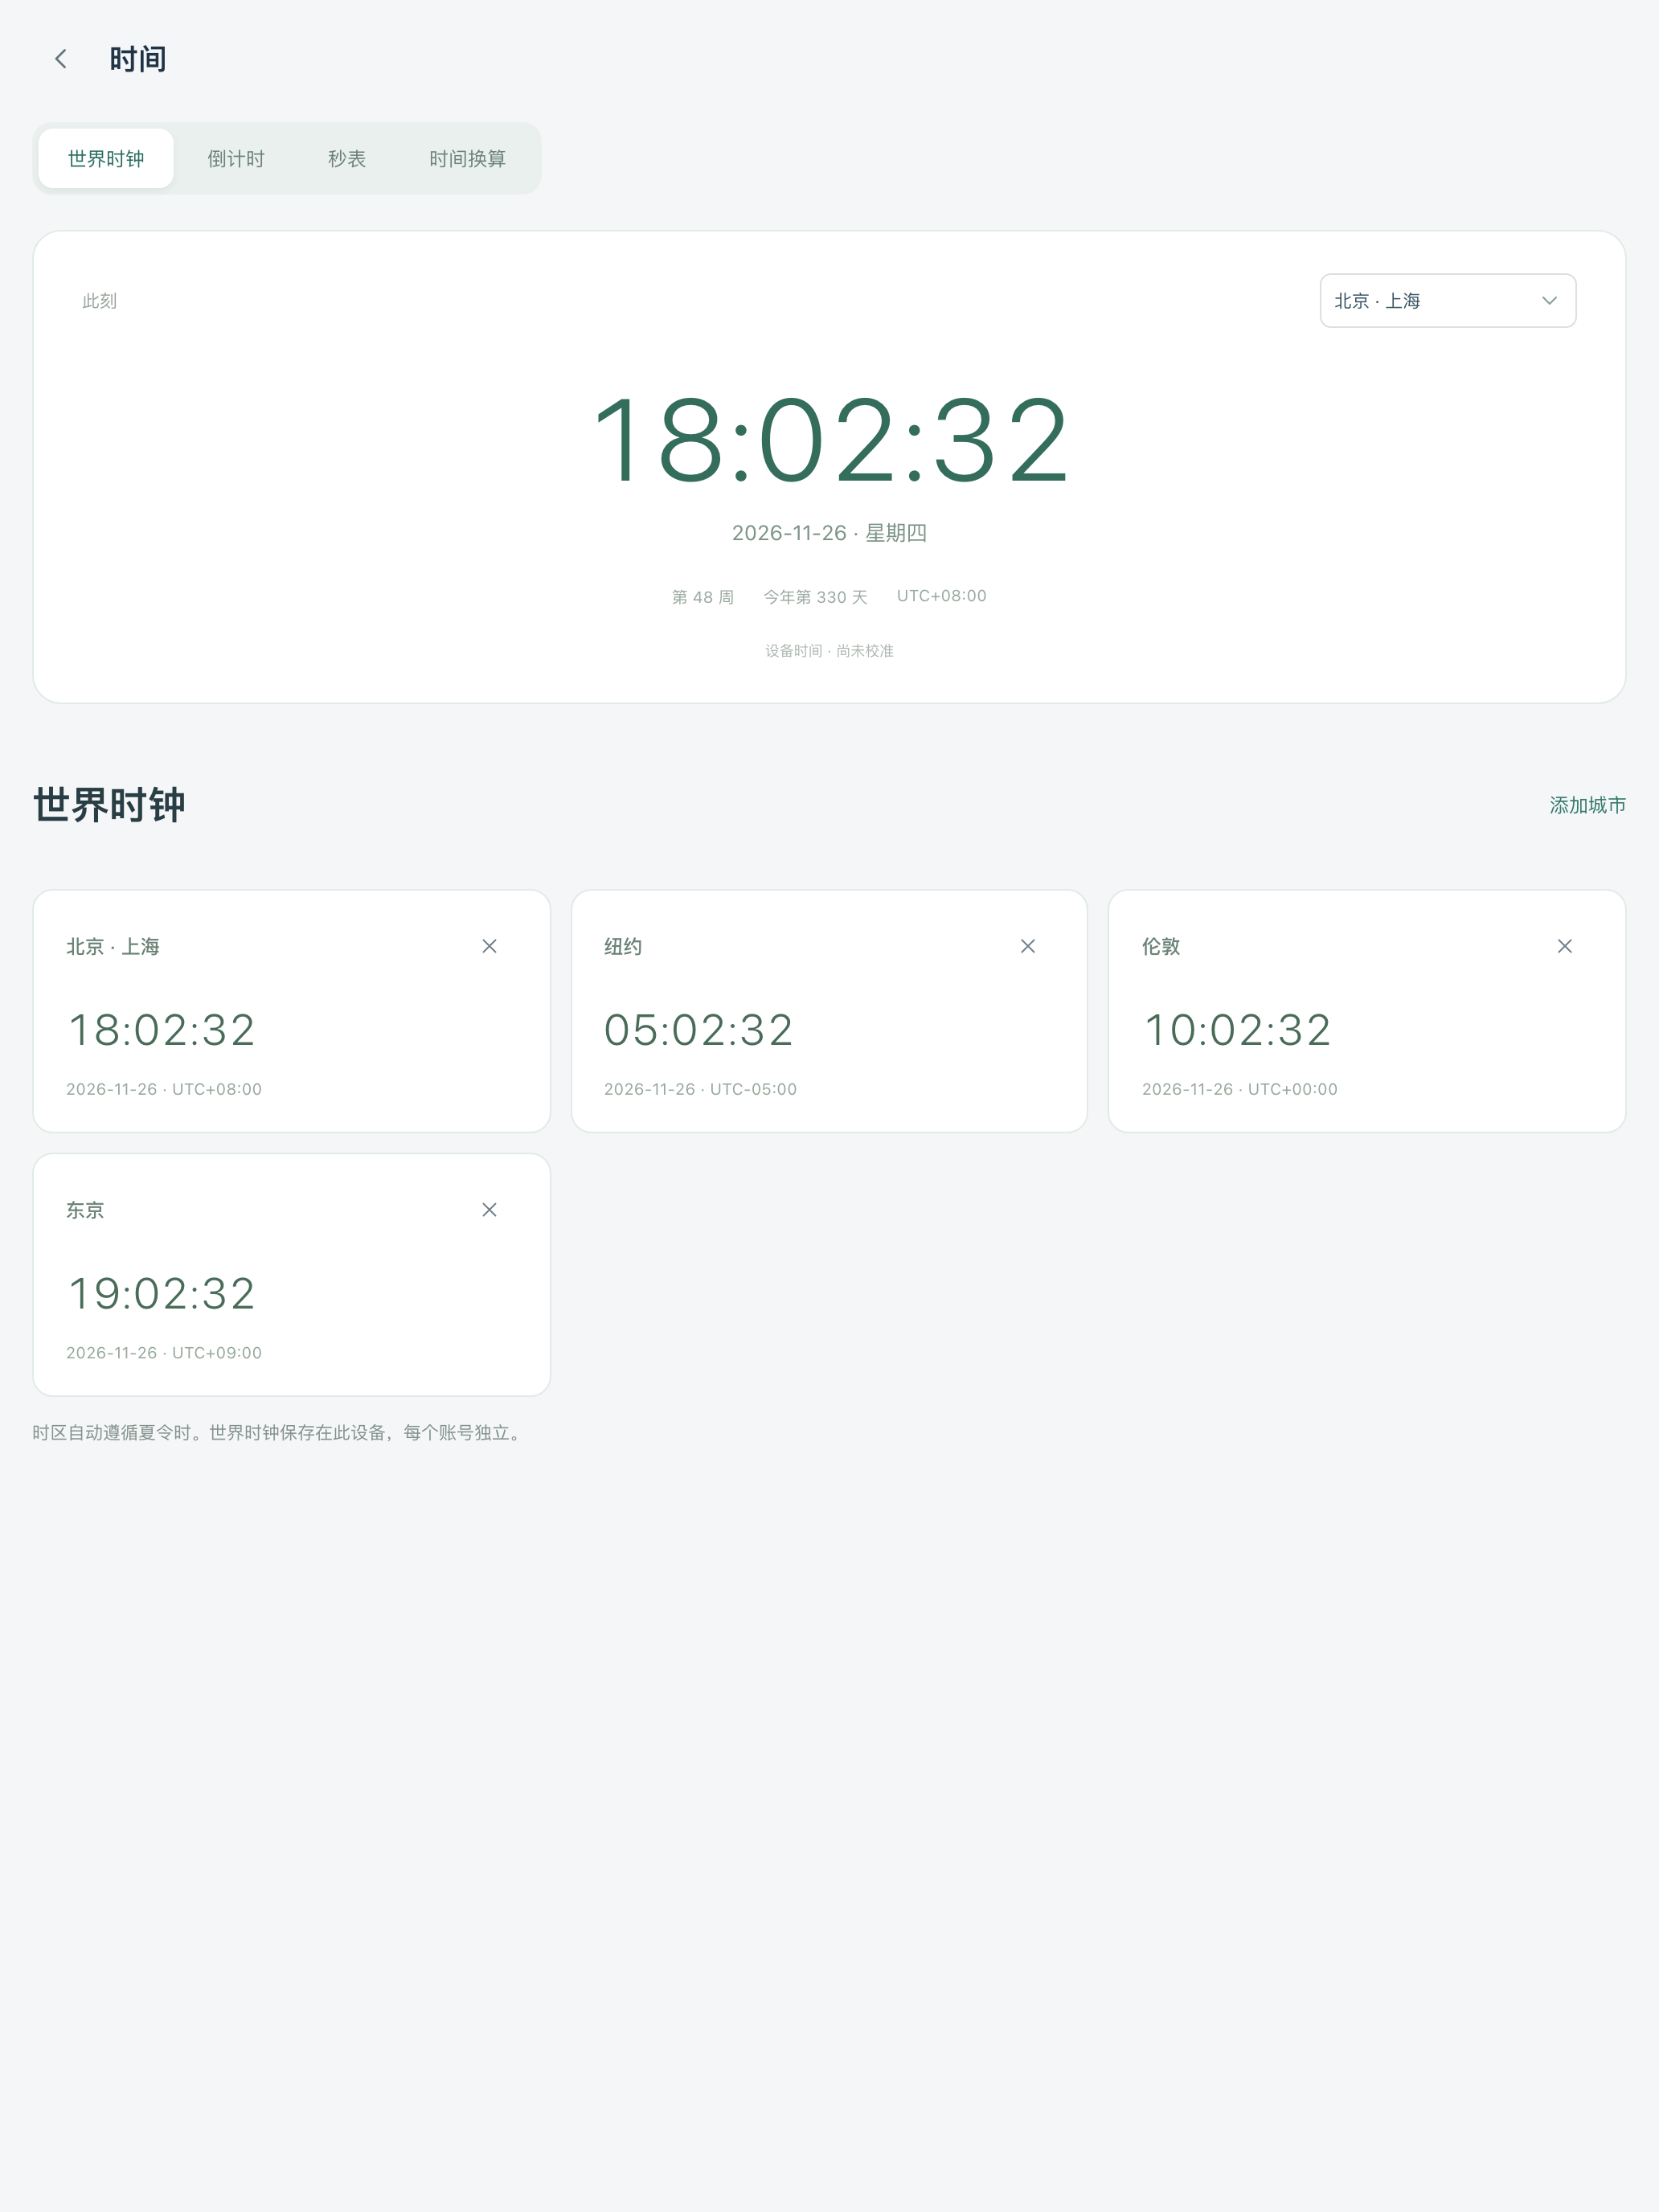 时间
世界时钟 倒计时 秒表 时间换算
此刻 北京 · 上海
18:02:32
2026-11-26 · 星期四
第 48 周 今年第 330 天 UTC+08:00
设备时间 · 尚未校准
世界时钟 添加城市
北京 · 上海
18:02:32
2026-11-26 · UTC+08:00
纽约
05:02:32
2026-11-26 · UTC-05:00
伦敦
10:02:32
2026-11-26 · UTC+00:00
东京
19:02:32
2026-11-26 · UTC+09:00
时区自动遵循夏令时。世界时钟保存在此设备，每个账号独立。